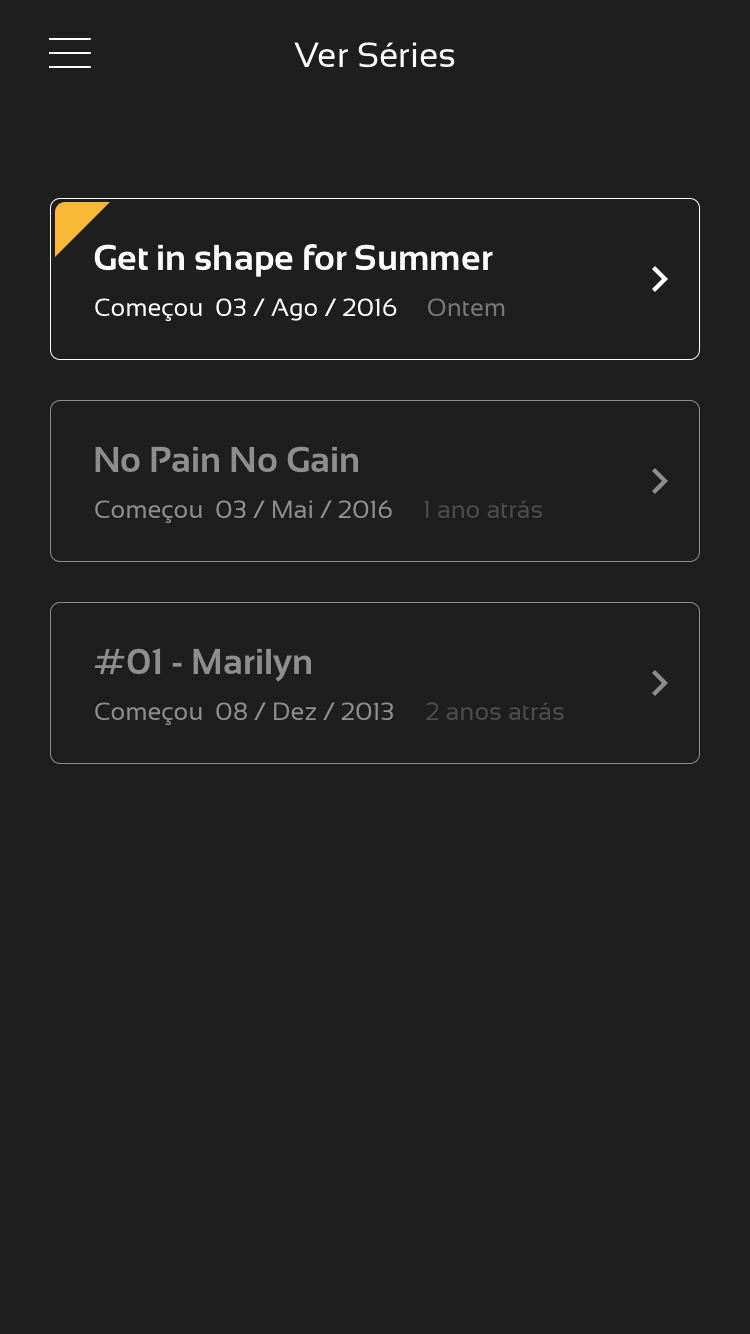 Ver Séries
Get in shape for Summer
Começou 03 / Ago / 2016 Ontem
No Pain No Gain
Começou 03 / Mai / 2016 1 ano atrás
#01 - Marilyn
Começou 08 / Dez / 2013 2 anos atrás